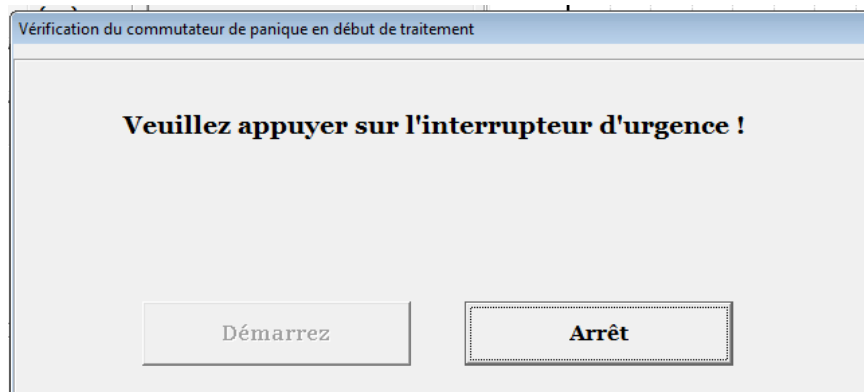 Vérification du commutateur de panique en début de traitement
Veuillez appuyer sur l'interrupteur d'urgence !
Démarrez
Arrêt